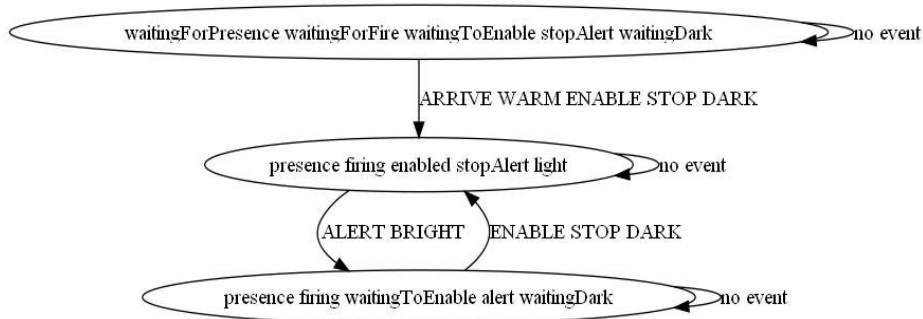 waitingForPresence waitingForFire waitingToEnable stopAlert waitingDark
no event
ARRIVE WARM ENABLE STOP DARK
presence firing enabled stopAlert light
no event
ALERT BRIGHT
ENABLE STOP DARK
presence firing waitingToEnable alert waitingDark
no event